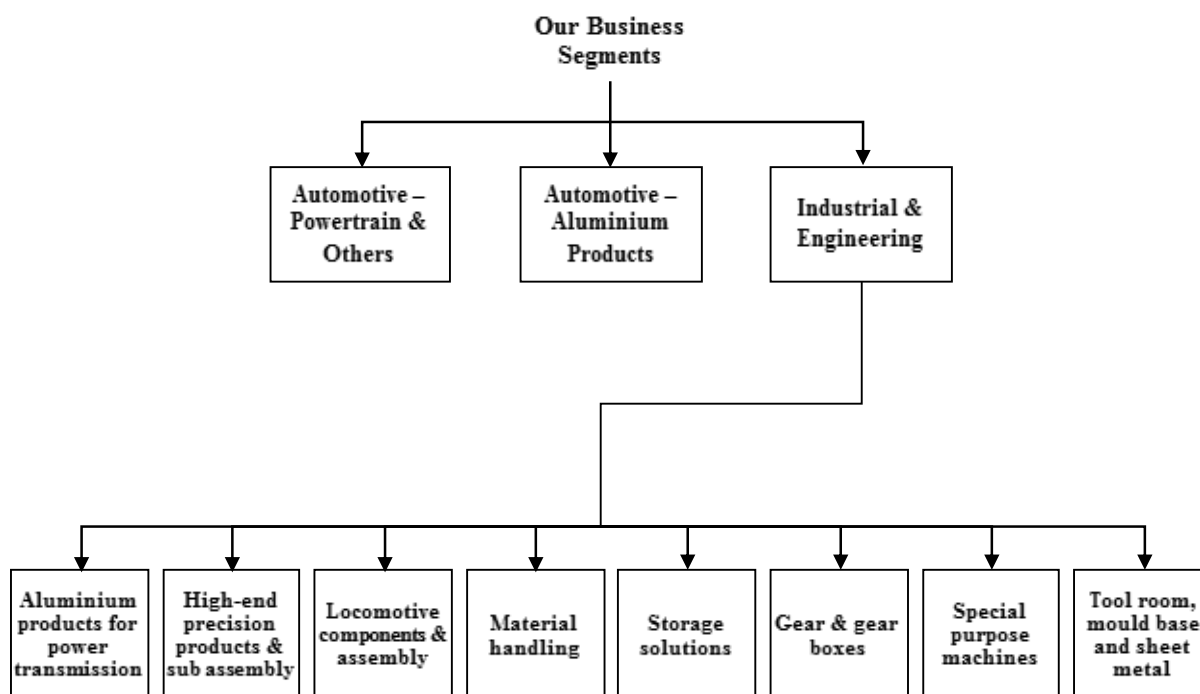 Our Business
Segments
Automotive –
Powertrain &
Others
Automotive –
Aluminium
Products
Industrial &
Engineering
Aluminium
products for
power
transmission
High-end
precision
products &
sub assembly
Locomotive
components &
assembly
Material
handling
Storage
solutions
Gear & gear
boxes
Special
purpose
machines
Tool room,
mould base
and sheet
metal